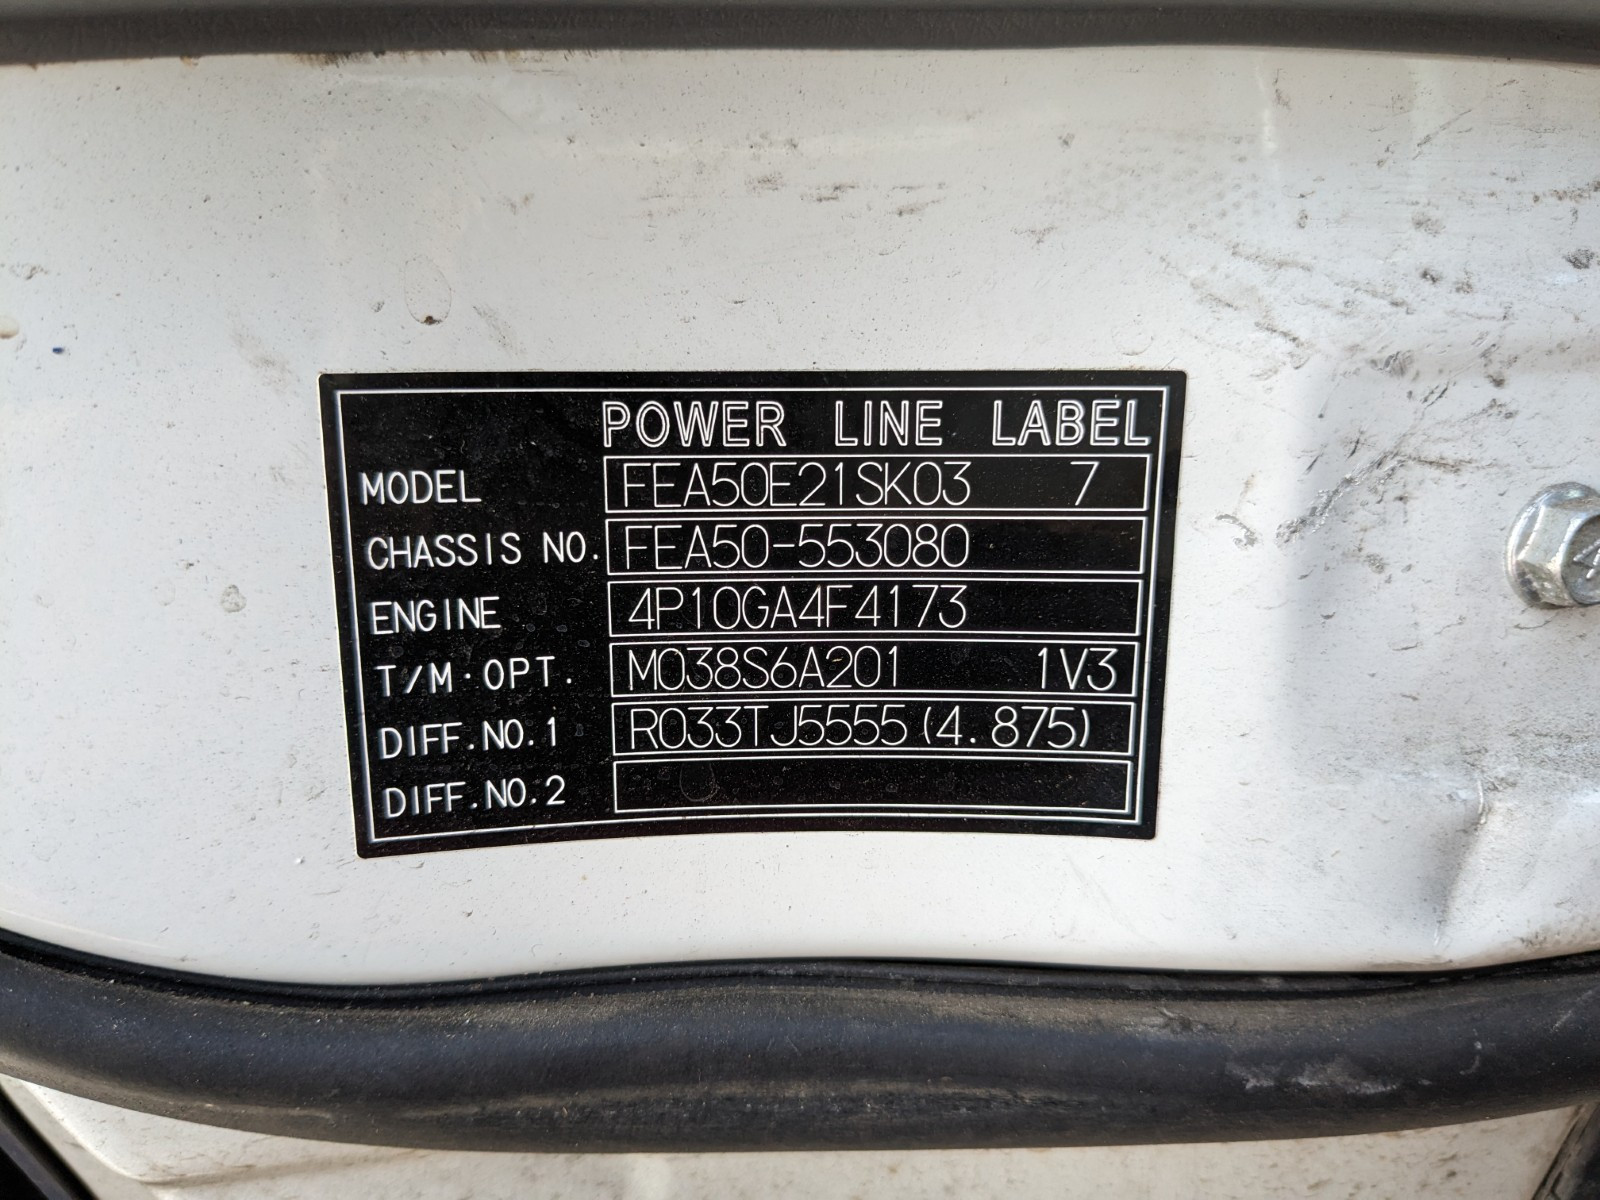 POWER LINE LABEL
MODEL FEA50E21SK03 7
CHASSIS NO. FEA50-553080
ENGINE 4P10GA4F4173
T/M·OPT. M038S6A201 1V3
DIFF.NO.1 R033TJ5555(4.875)
DIFF.NO.2